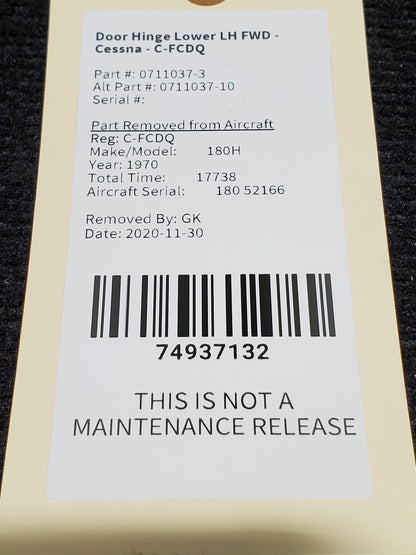 Door Hinge Lower LH FWD -
Cessna - C-FCDQ
Part #: 0711037-3
Alt Part #: 0711037-10
Serial #:
Part Removed from Aircraft
Reg: C-FCDQ
Make/Model: 180H
Year: 1970
Total Time: 17738
Aircraft Serial: 180 52166
Removed By: GK
Date: 2020-11-30
74937132
THIS IS NOT A
MAINTENANCE RELEASE